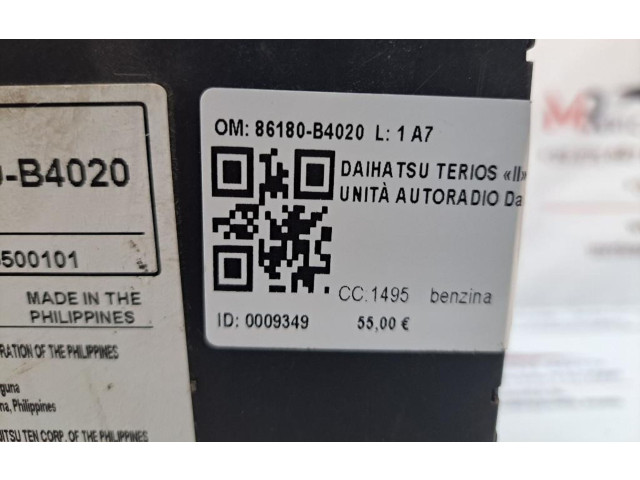 -B4020
500101
MADE IN THE
PHILIPPINES
RATION OF THE PHILIPPINES
guna
na, Philippines
ITSU TEN CORP. OF THE PHILIPPINES
OM: 86180-B4020 L: 1 A7
DAIHATSU TERIOS «II»
UNITÀ AUTORADIO Da
CC.1495 benzina
ID: 0009349 55,00 €
MR